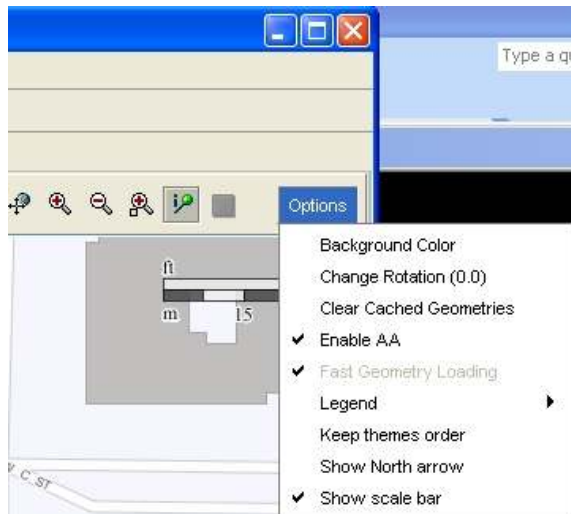 Type a qu
Options
Background Color
Change Rotation (0.0)
Clear Cached Geometries
Enable AA
Fast Geometry Loading
Legend
Keep themes order
Show North arrow
Show scale bar
ft
m 15
C ST